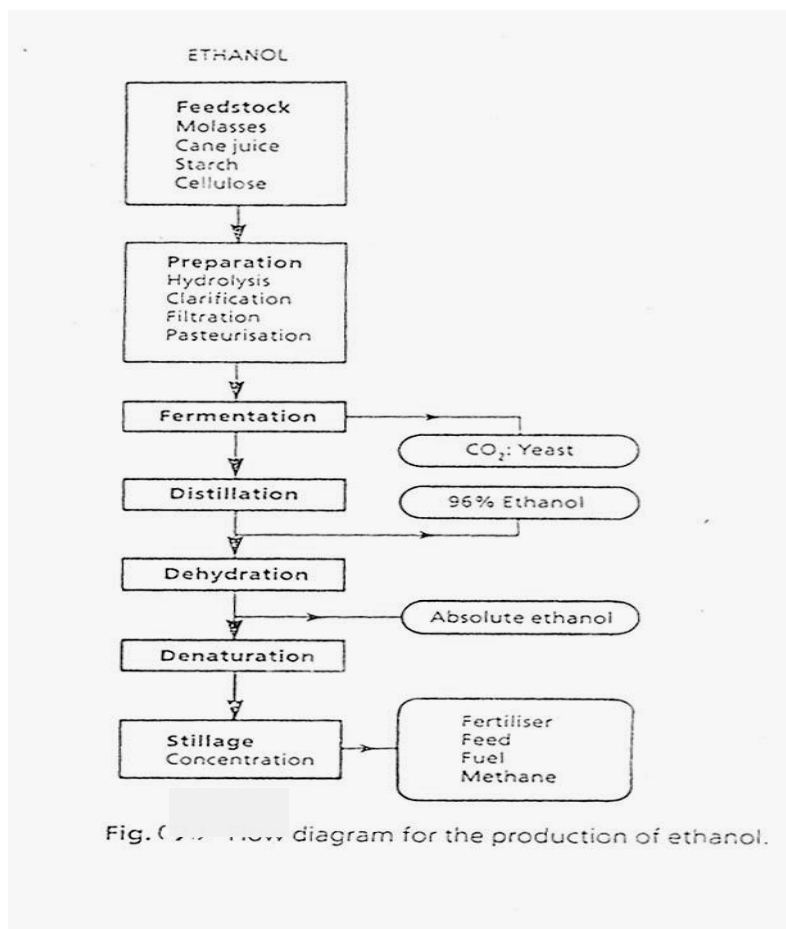 ETHANOL
Feedstock
Molasses
Cane juice
Starch
Cellulose
Preparation
Hydrolysis
Clarification
Filtration
Pasteurisation
Fermentation
CO₂: Yeast
Distillation
96% Ethanol
Dehydration
Absolute ethanol
Denaturation
Stillage
Concentration
Fertiliser
Feed
Fuel
Methane
Fig. diagram for the production of ethanol.